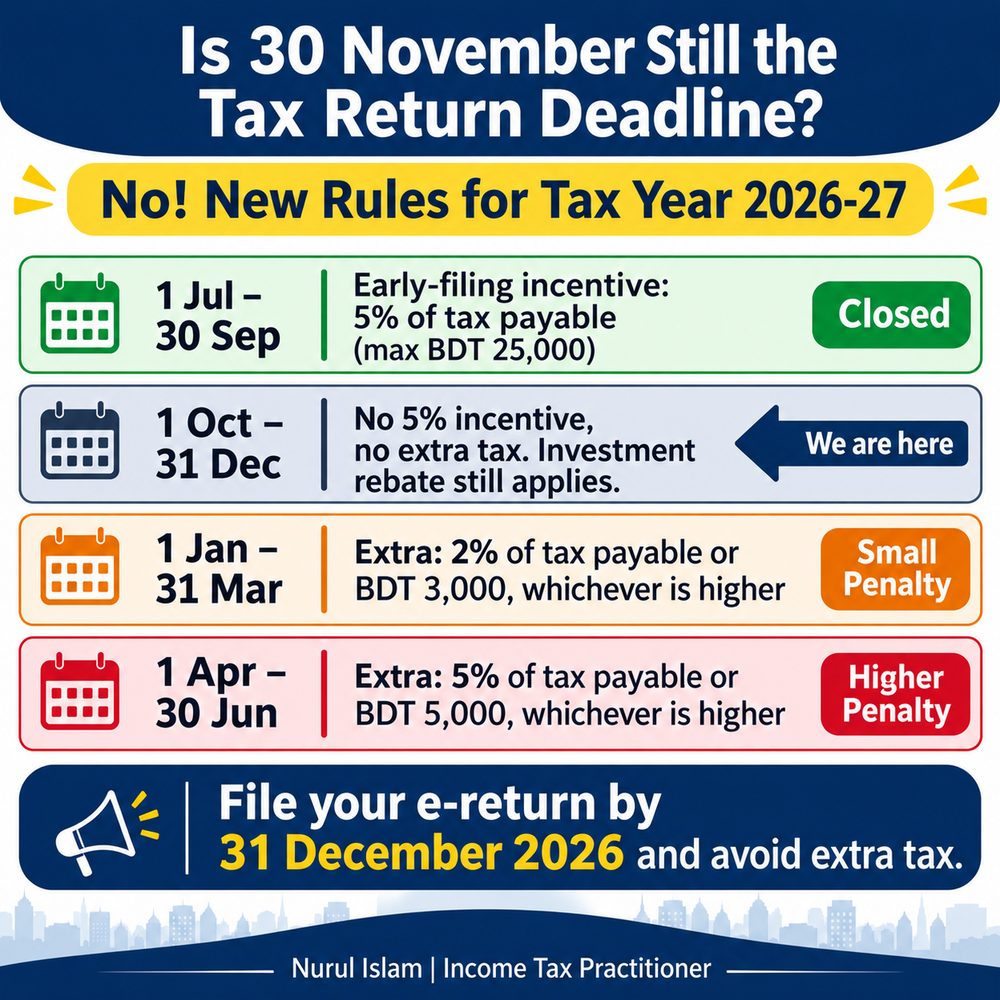 Is 30 November Still the
Tax Return Deadline?
No! New Rules for Tax Year 2026-27
1 Jul –
30 Sep
Early-filing incentive:
5% of tax payable
(max BDT 25,000)
Closed
1 Oct –
31 Dec
No 5% incentive,
no extra tax. Investment
rebate still applies.
We are here
1 Jan –
31 Mar
Extra: 2% of tax payable or
BDT 3,000, whichever is higher
Small
Penalty
1 Apr –
30 Jun
Extra: 5% of tax payable or
BDT 5,000, whichever is higher
Higher
Penalty
File your e-return by
31 December 2026 and avoid extra tax.
Nurul Islam | Income Tax Practitioner